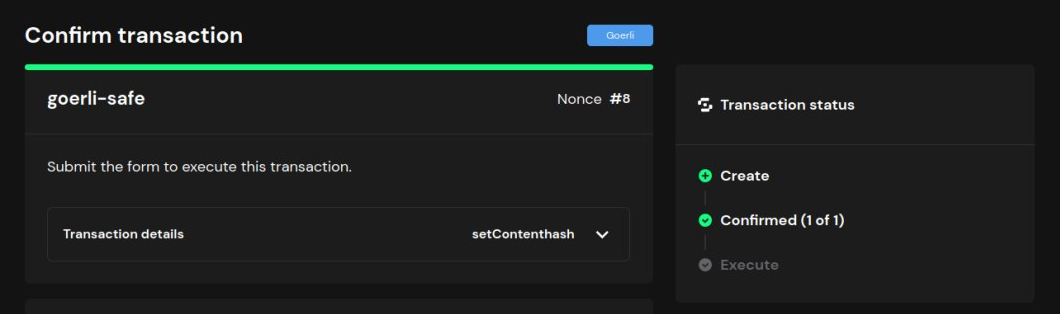 Confirm transaction
Goerli
goerli-safe
Nonce #8
Submit the form to execute this transaction.
Transaction details
setContenthash
Transaction status
Create
Confirmed (1 of 1)
Execute